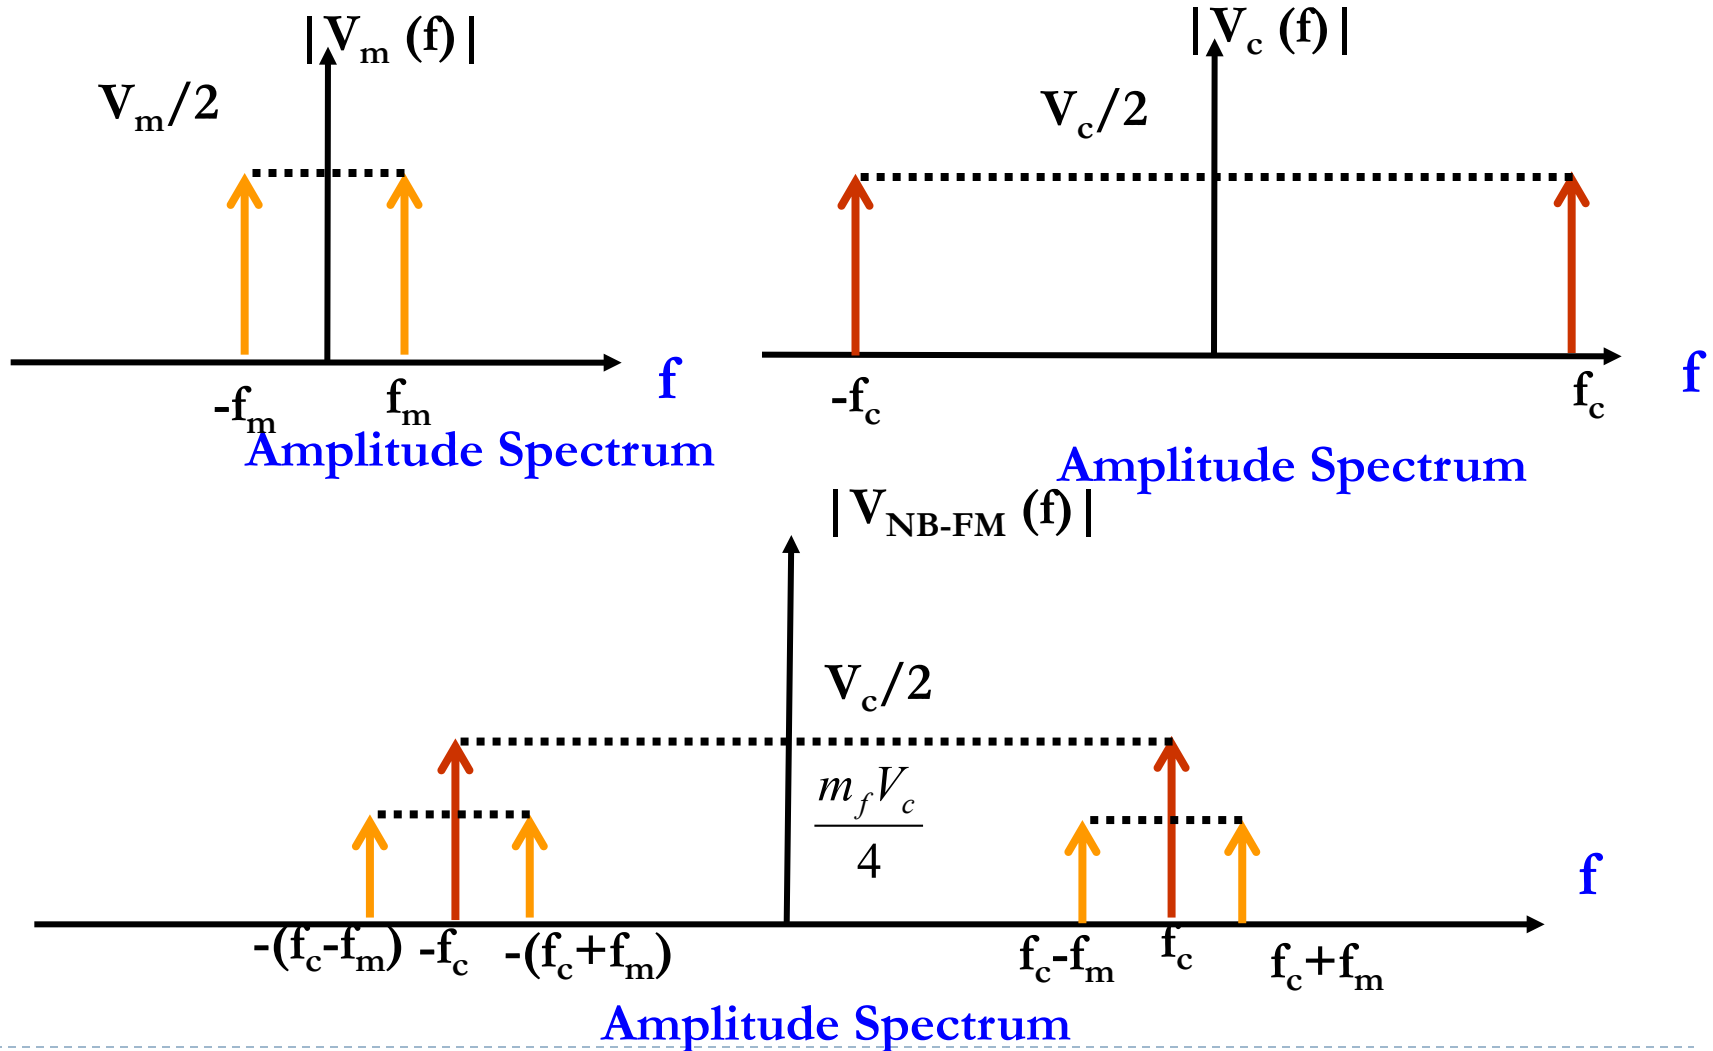 |Vm (f)|
Vm/2
-fm
fm
f
Amplitude Spectrum
|Vc (f)|
Vc/2
-fc
fc
f
Amplitude Spectrum
|VNB-FM (f)|
Vc/2
mfVc
4
f
-(fc-fm)
-fc
-(fc+fm)
fc-fm
fc
fc+fm
Amplitude Spectrum